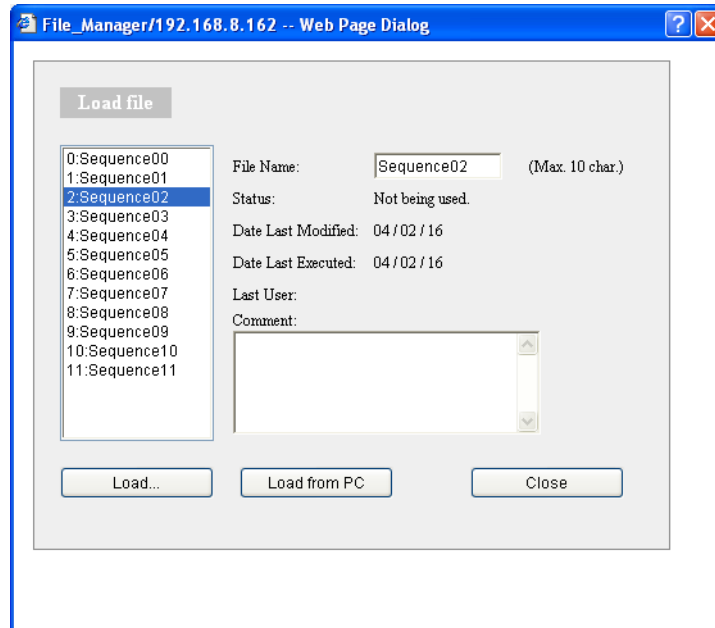 File_Manager/192.168.8.162 -- Web Page Dialog
Load file
0:Sequence00
1:Sequence01
2:Sequence02
3:Sequence03
4:Sequence04
5:Sequence05
6:Sequence06
7:Sequence07
8:Sequence08
9:Sequence09
10:Sequence10
11:Sequence11
File Name: Sequence02 (Max. 10 char.)
Status: Not being used.
Date Last Modified: 04 / 02 / 16
Date Last Executed: 04 / 02 / 16
Last User:
Comment:
Load... Load from PC Close